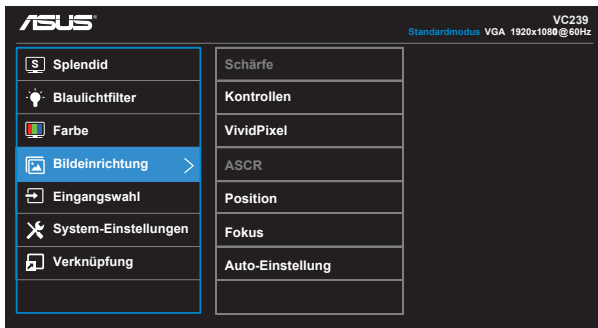 ASUS
VC239
Standardmodus VGA 1920x1080@60Hz
Splendid
Blaulichtfilter
Farbe
Bildeinrichtung
Eingangswahl
System-Einstellungen
Verknüpfung
Schärfe
Kontrollen
VividPixel
ASCR
Position
Fokus
Auto-Einstellung